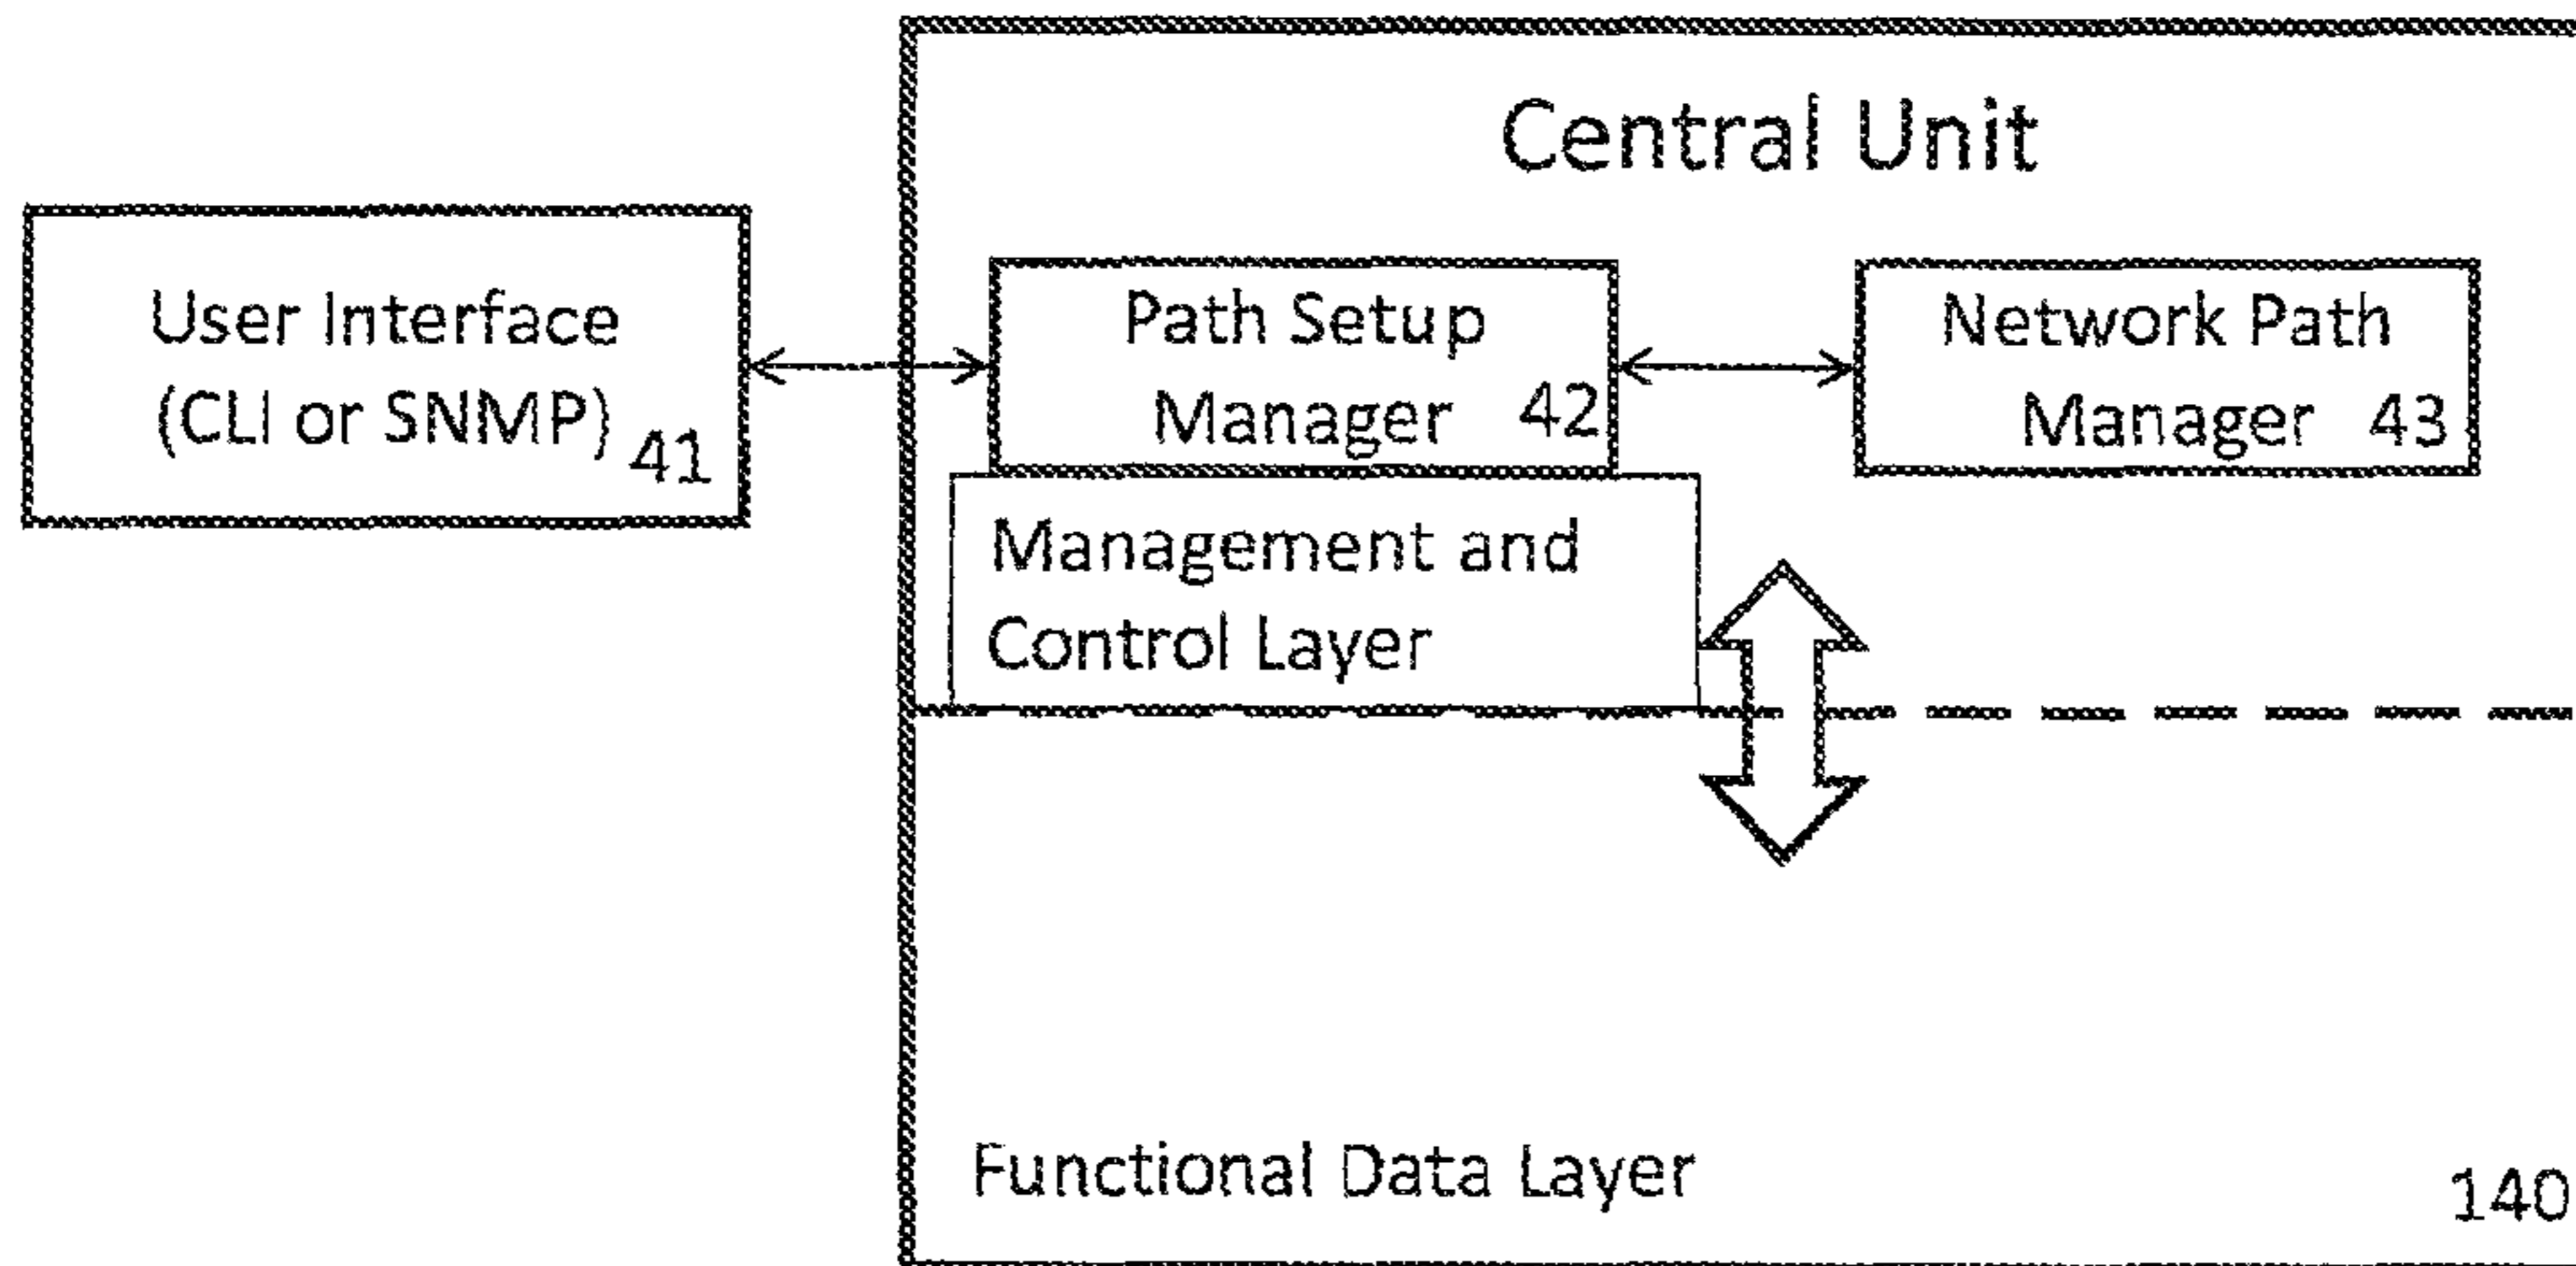 Central Unit
User Interface
(CLI or SNMP) 41
Path Setup
Manager 42
Network Path
Manager 43
Management and
Control Layer
Functional Data Layer
140